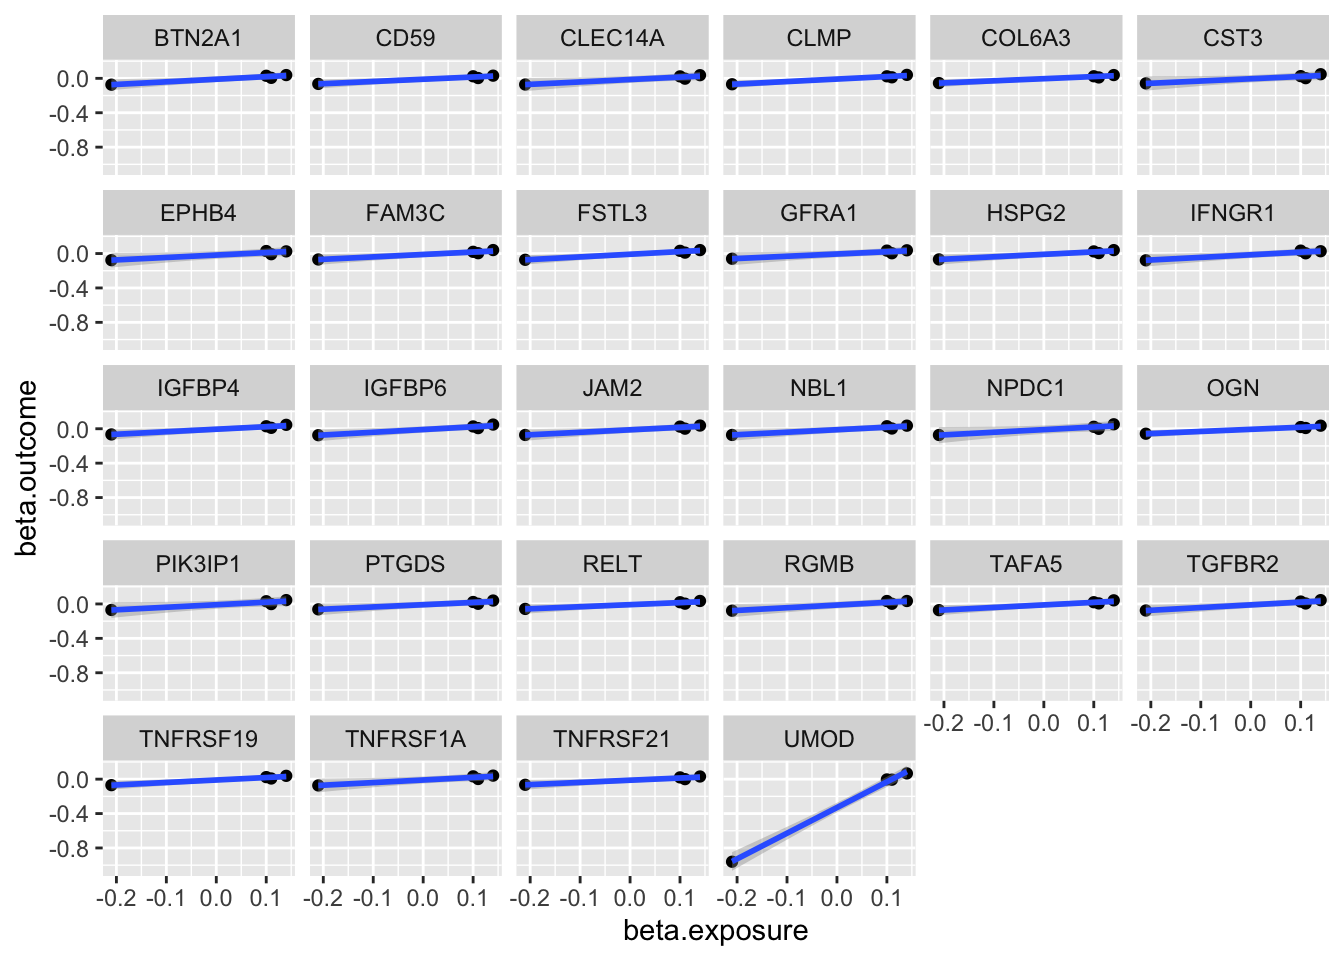 BTN2A1 CD59 CLEC14A CLMP COL6A3 CST3
0.0
-0.4
-0.8
EPHB4 FAM3C FSTL3 GFRA1 HSPG2 IFNGR1
0.0
-0.4
-0.8
IGFBP4 IGFBP6 JAM2 NBL1 NPDC1 OGN
0.0
-0.4
-0.8
PIK3IP1 PTGDS RELT RGMB TAFA5 TGFBR2
0.0
-0.4
-0.8
-0.2 -0.1 0.0 0.1 -0.2 -0.1 0.0 0.1
TNFRSF19 TNFRSF1A TNFRSF21 UMOD
0.0
-0.4
-0.8
-0.2 -0.1 0.0 0.1 -0.2 -0.1 0.0 0.1 -0.2 -0.1 0.0 0.1 -0.2 -0.1 0.0 0.1
beta.exposure
beta.outcome